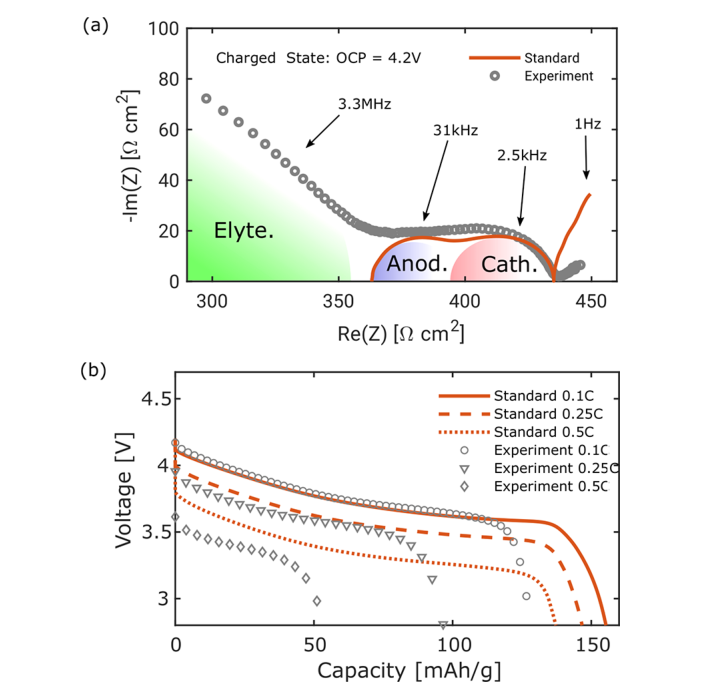 (a)
100
80
60
40
20
0
-Im(Z) [Ω cm²]
Charged State: OCP = 4.2V
Standard
Experiment
3.3MHz
31kHz
2.5kHz
1Hz
Elyte.
Anod.
Cath.
300
350
400
450
Re(Z) [Ω cm²]
(b)
4.5
4
3.5
3
Voltage [V]
Standard 0.1C
Standard 0.25C
Standard 0.5C
Experiment 0.1C
Experiment 0.25C
Experiment 0.5C
0
50
100
150
Capacity [mAh/g]